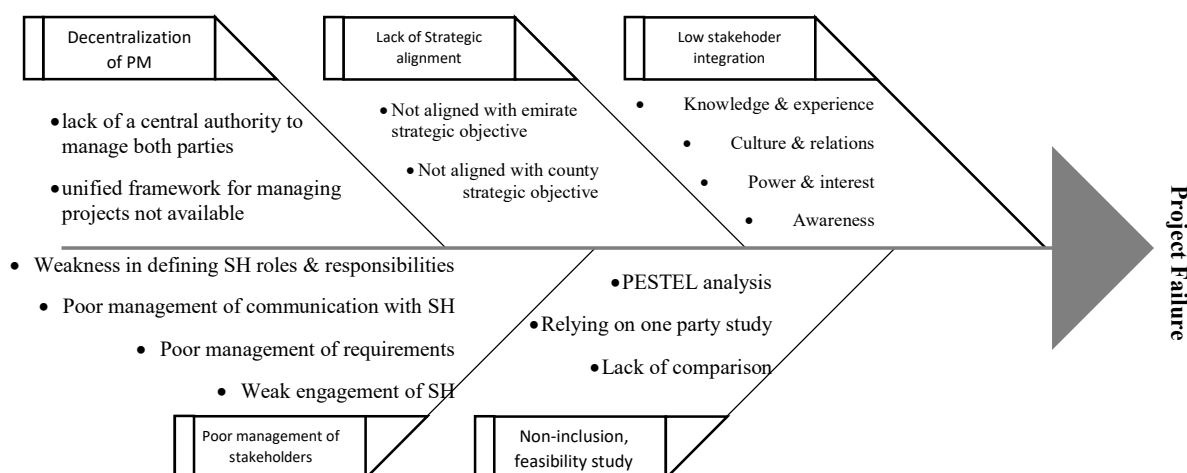 Decentralization
of PM
Lack of Strategic
alignment
Low stakehoder
integration
•lack of a central authority to
manage both parties
•unified framework for managing
projects not available
•Not aligned with emirate
strategic objective
•Not aligned with county
strategic objective
• Knowledge & experience
• Culture & relations
• Power & interest
• Awareness
Project Failure
• Weakness in defining SH roles & responsibilities
• Poor management of communication with SH
• Poor management of requirements
• Weak engagement of SH
•PESTEL analysis
•Relying on one party study
•Lack of comparison
Poor management of
stakeholders
Non-inclusion,
feasibility study